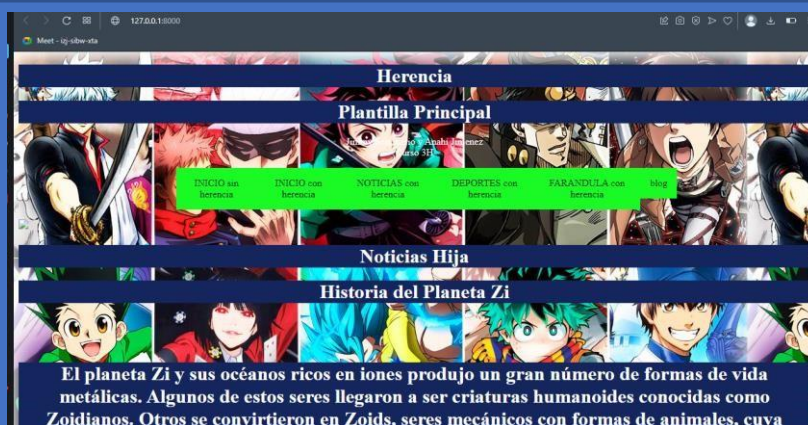 127.0.0.1:8000
Meet - izj-sibw-xta
Herencia
Plantilla Principal
y Anahi Jimenez
3H
INICIO sin herencia
INICIO con herencia
NOTICIAS con herencia
DEPORTES con herencia
FARANDULA con herencia
blog
Noticias Hija
Historia del Planeta Zi
El planeta Zi y sus océanos ricos en iones produjo un gran número de formas de vida
metálicas. Algunos de estos seres llegaron a ser criaturas humanoides conocidas como
Zoidianos. Otros se convirtieron en Zoids, seres mecánicos con formas de animales, cuya